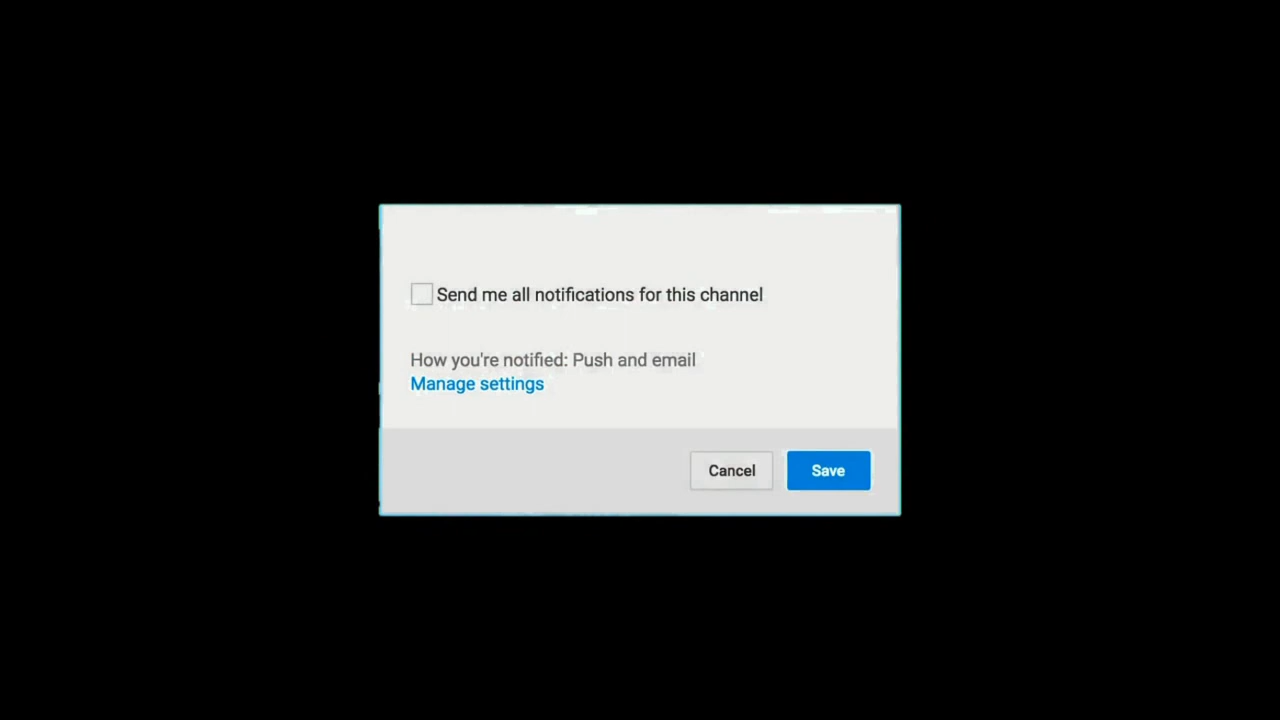 Send me all notifications for this channel
How you're notified: Push and email
Manage settings
Cancel
Save